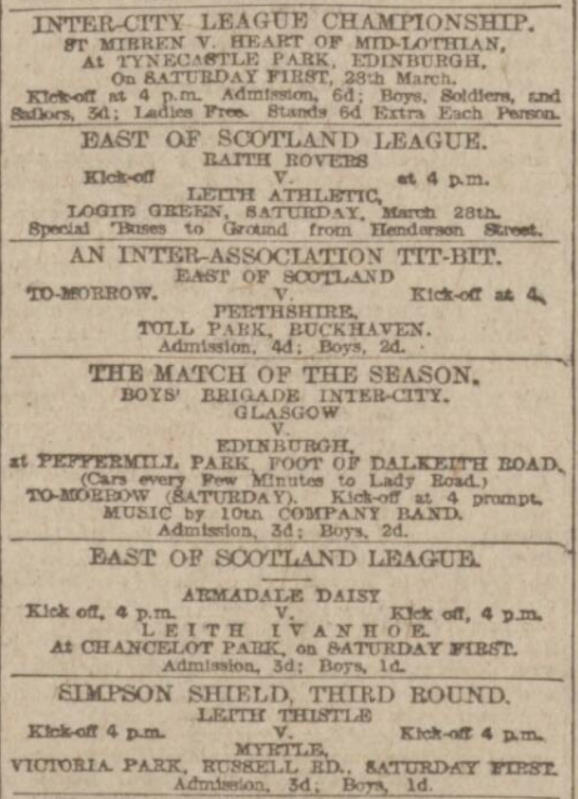 INTER-CITY LEAGUE CHAMPIONSHIP.
ST MIRREN V. HEART OF MID-LOTHIAN,
At TYNECASTLE PARK, EDINBURGH,
On SATURDAY FIRST, 28th March.
Kick-off at 4 p.m. Admission, 6d; Boys, Soldiers, and
Sailors, 3d; Ladies Free. Stands 6d Extra Each Person.
EAST OF SCOTLAND LEAGUE.
RAITH ROVERS
Kick-off V. at 4 p.m.
LEITH ATHLETIC,
LOGIE GREEN, SATURDAY, March 28th.
Special 'Buses to Ground from Henderson Street.
AN INTER-ASSOCIATION TIT-BIT.
EAST OF SCOTLAND
TO-MORROW. V. Kick-off at 4,
PERTHSHIRE,
TOLL PARK, BUCKHAVEN.
Admission, 4d; Boys, 2d.
THE MATCH OF THE SEASON.
BOYS' BRIGADE INTER-CITY.
GLASGOW
V.
EDINBURGH,
at PEFFERMILL PARK, FOOT OF DALKEITH ROAD,
(Cars every Few Minutes to Lady Road.)
TO-MORROW (SATURDAY). Kick-off at 4 prompt.
MUSIC by 10th COMPANY BAND.
Admission, 3d; Boys, 2d.
EAST OF SCOTLAND LEAGUE.
ARMADALE DAISY
Kick off, 4 p.m. V. Kick off, 4 p.m.
LEITH IVANHOE.
At CHANCELOT PARK, on SATURDAY FIRST.
Admission, 3d; Boys, 1d.
SIMPSON SHIELD, THIRD ROUND.
LEITH THISTLE
Kick-off 4 p.m. V. Kick-off 4 p.m.
MYRTLE,
VICTORIA PARK, RUSSELL RD., SATURDAY FIRST.
Admission, 3d; Boys, 1d.